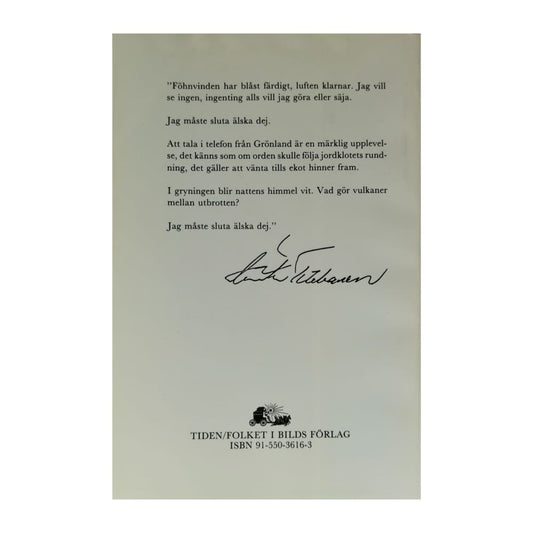 ”Föhnvinden har blåst färdigt, luften klarnar. Jag vill
se ingen, ingenting alls vill jag göra eller säja.
Jag måste sluta älska dej.
Att tala i telefon från Grönland är en märklig upplevel-
se, det känns som om orden skulle följa jordklotets rund-
ning, det gäller att vänta tills ekot hinner fram.
I gryningen blir nattens himmel vit. Vad gör vulkaner
mellan utbrotten?
Jag måste sluta älska dej.”
TIDEN/FOLKET I BILDS FÖRLAG
ISBN 91-550-3616-3